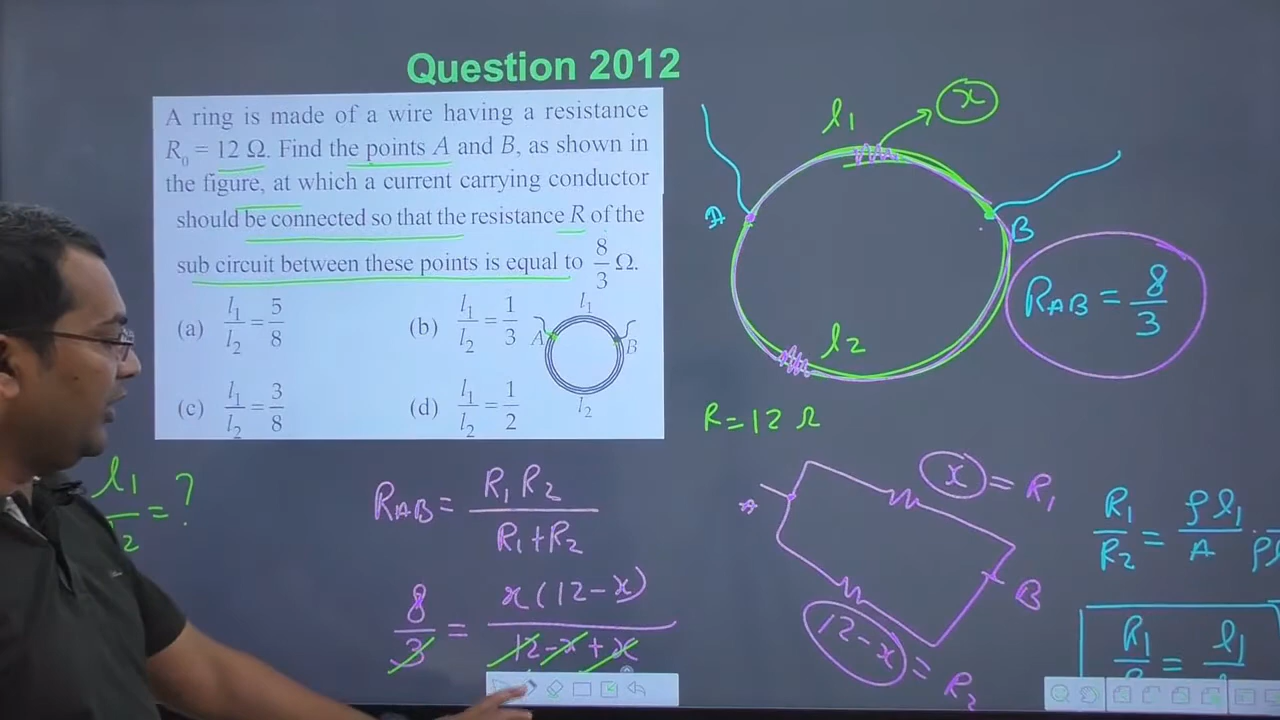 Question 2012
A ring is made of a wire having a resistance
R₀ = 12 Ω. Find the points A and B, as shown in
the figure, at which a current carrying conductor
should be connected so that the resistance R of the
sub circuit between these points is equal to 8/3 Ω.
(a) l₁/l₂ = 5/8
(b) l₁/l₂ = 1/3
(c) l₁/l₂ = 3/8
(d) l₁/l₂ = 1/2
l₁
A
B
l₂
l₁
x
A
B
l₂
R_AB = 8/3
R = 12 Ω
l₁/2 = ?
R_AB = R₁R₂/(R₁+R₂)
8/3 = x(12-x)/(12-x+x)
A
x = R₁
B
12-x = R₂
R₁/R₂ = ρl₁/A ·
R₁/ = l₁/